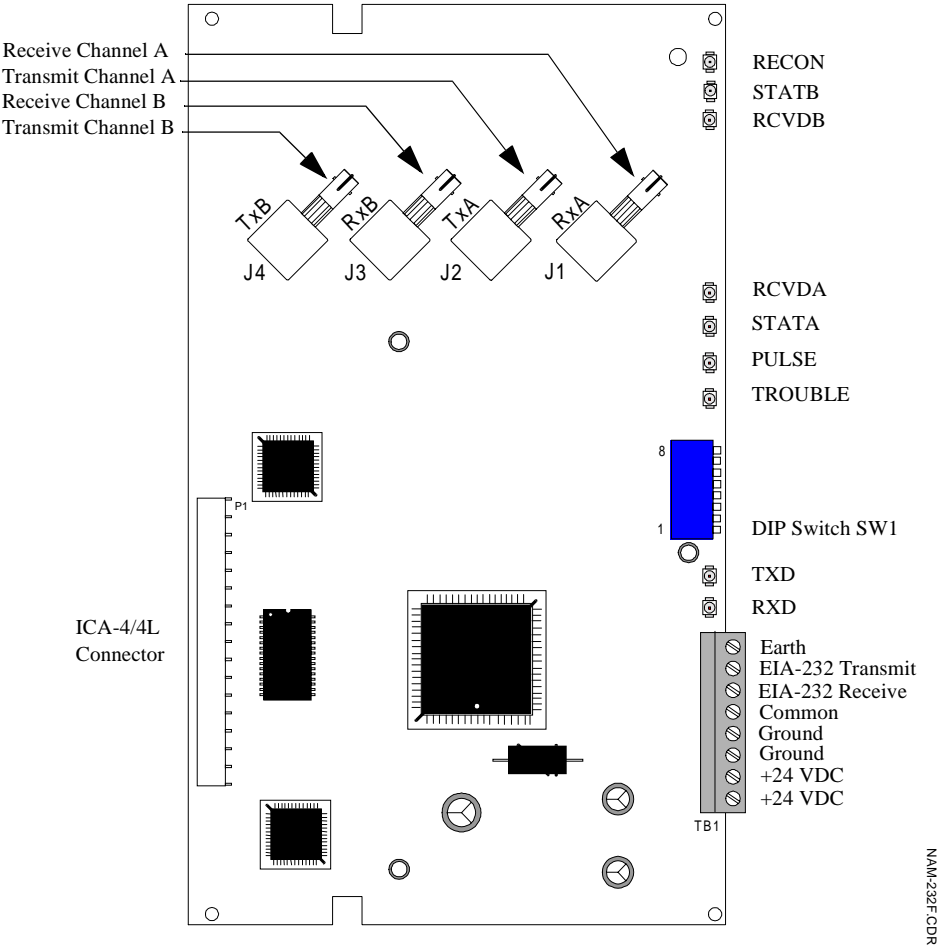 Receive Channel A
Transmit Channel A
Receive Channel B
Transmit Channel B
RECON
STATB
RCVDB
TxB
RxB
TxA
RxA
J4
J3
J2
J1
RCVDA
STATA
PULSE
TROUBLE
8
1
DIP Switch SW1
P1
TXD
RXD
ICA-4/4L
Connector
Earth
EIA-232 Transmit
EIA-232 Receive
Common
Ground
Ground
+24 VDC
+24 VDC
TB1
NAM-232F.CDR